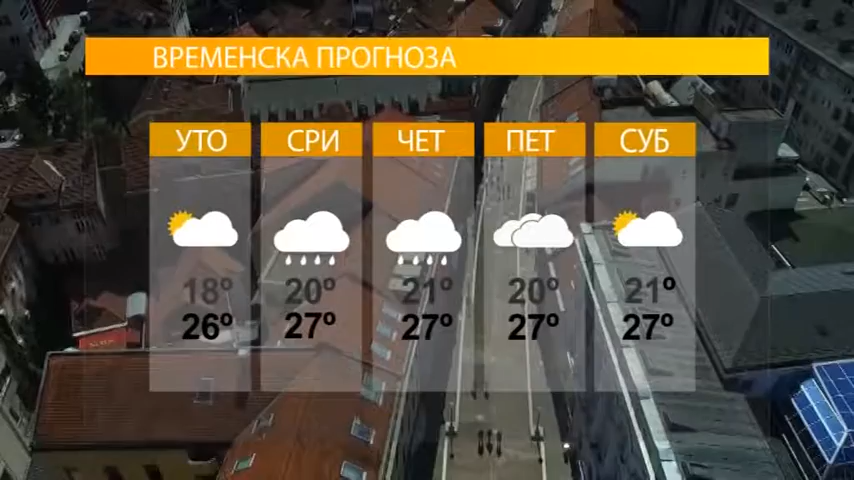 ВРЕМЕНСКА ПРОГНОЗА
УТО СРИ ЧЕТ ПЕТ СУБ
18º 20º 21º 20º 21º
26º 27º 27º 27º 27º